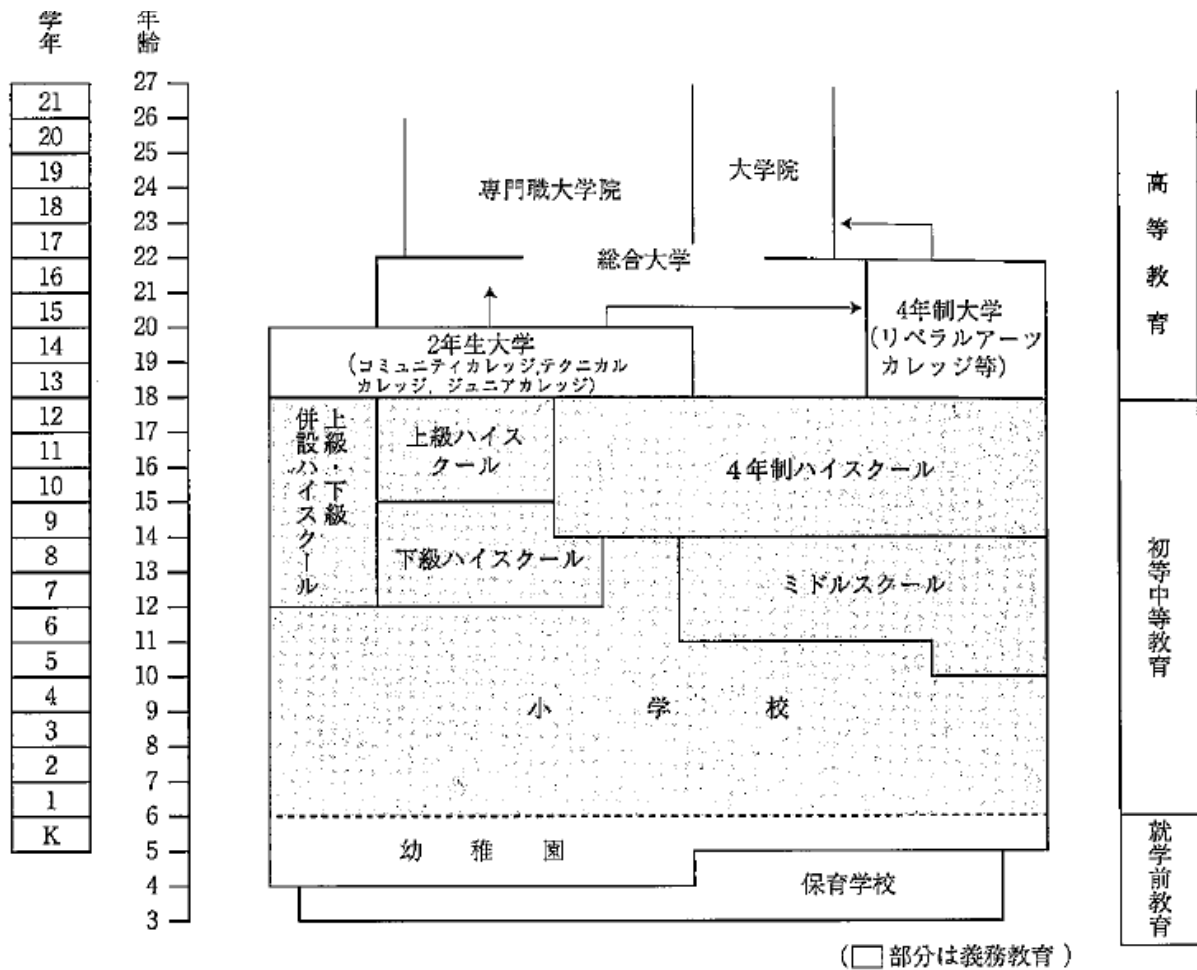 学年
年齢
27
21
26
20
25
19
24
18
23
17
22
16
21
15
20
14
19
13
18
12
17
11
16
10
15
9
14
8
13
7
12
6
11
5
10
4
9
3
8
2
7
1
6
K
5
4
3
専門職大学院
大学院
総合大学
4年制大学
(リベラルアーツ
カレッジ等)
2年生大学
(コミュニティカレッジ,テクニカル
カレッジ, ジュニアカレッジ)
上級・下級
併設ハイスクール
上級ハイス
クール
4年制ハイスクール
下級ハイスクール
ミドルスクール
小学校
幼稚園
保育学校
高等教育
初等中等教育
就学前教育
(□部分は義務教育)